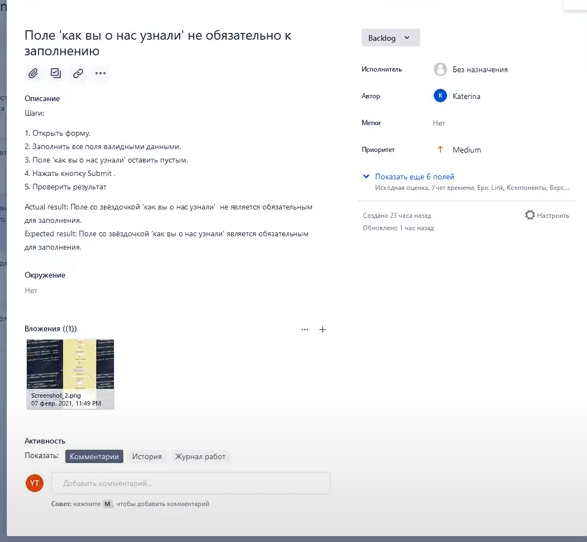 Поле 'как вы о нас узнали' не обязательно к
заполнению
Описание
Шаги:
1. Открыть форму.
2. Заполнить все поля валидными данными.
3. Поле 'как вы о нас узнали' оставить пустым.
4. Нажать кнопку Submit .
5. Проверить результат
Actual result: Поле со звёздочкой 'как вы о нас узнали' не является обязательным
для заполнения.
Expected result: Поле со звёздочкой 'как вы о нас узнали' является обязательным
для заполнения.
Окружение
Нет
Вложения ((1))
Screenshot_2.png
07 февр. 2021, 11:49 PM
Активность
Показать:
Комментарии
История
Журнал работ
YT
Добавить комментарий...
Совет: нажмите M, чтобы добавить комментарий
Backlog
Исполнитель
Без назначения
Автор
K
Katerina
Метки
Нет
Приоритет
Medium
Показать еще 6 полей
Исходная оценка, Учет времени, Epic Link, Компоненты, Верс...
Создано 23 часа назад
Настроить
Обновлено 1 час назад